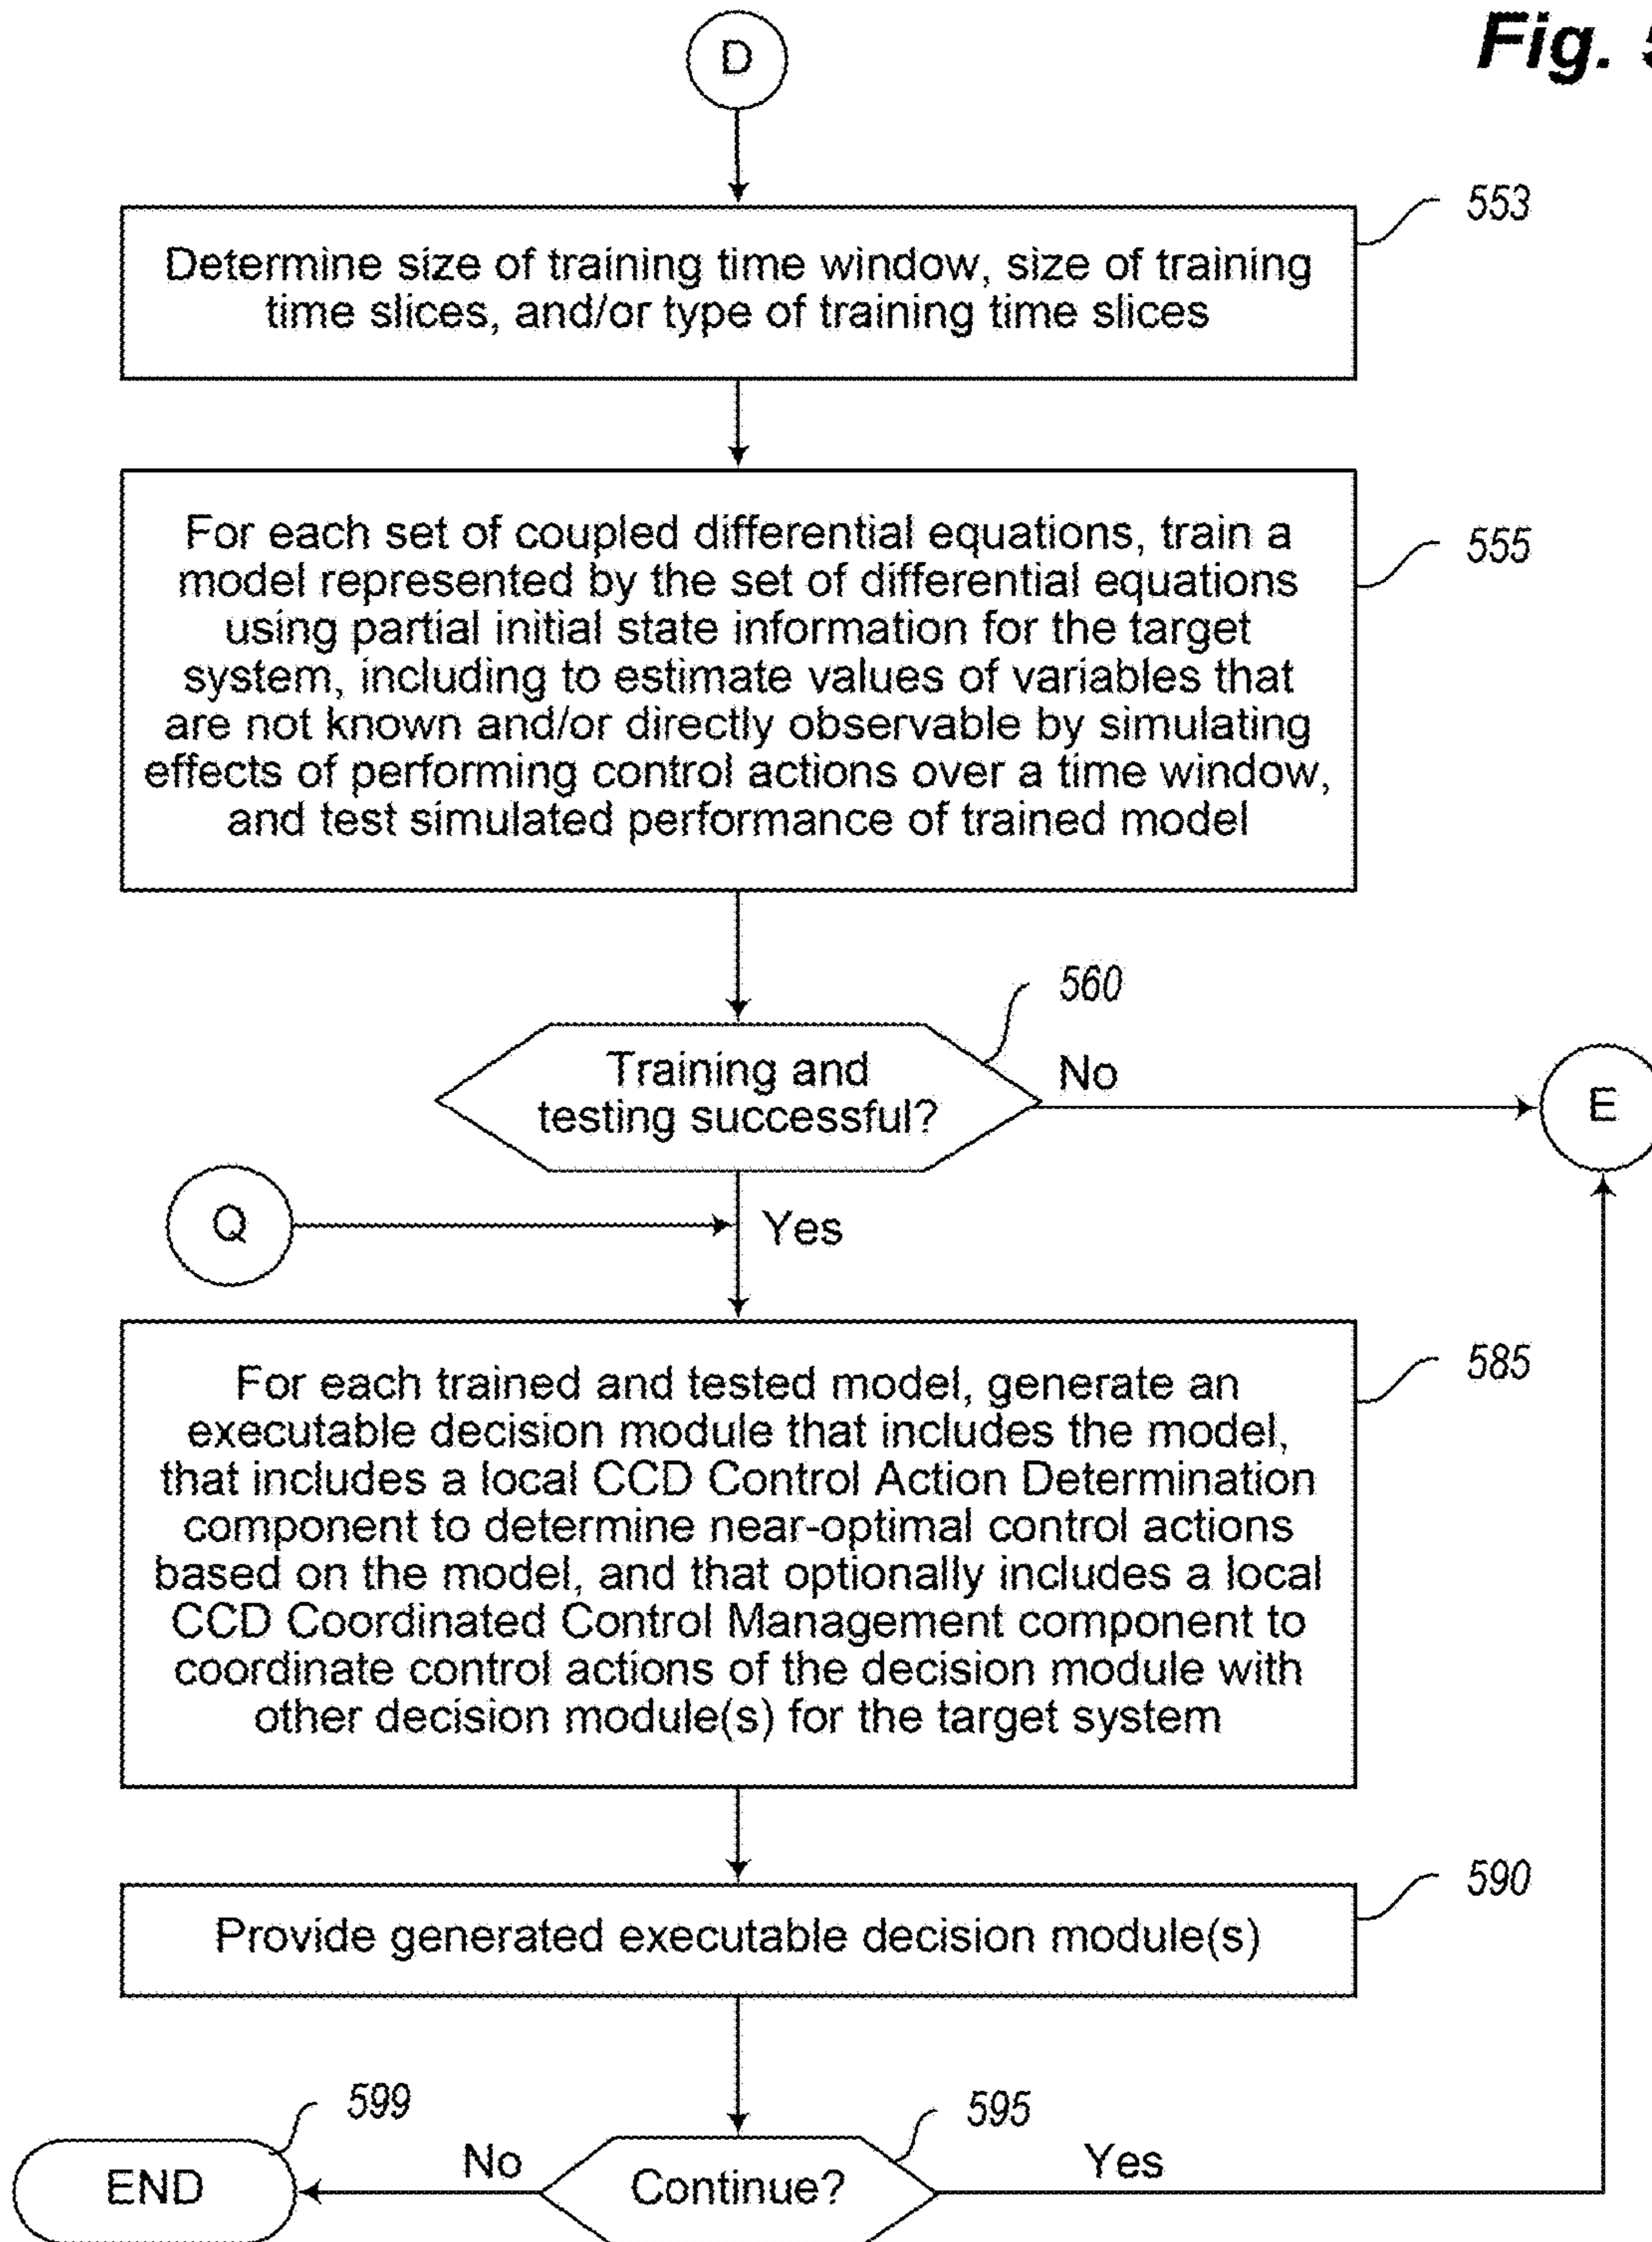 D
Fig. 5
553
Determine size of training time window, size of training
time slices, and/or type of training time slices
555
For each set of coupled differential equations, train a
model represented by the set of differential equations
using partial initial state information for the target
system, including to estimate values of variables that
are not known and/or directly observable by simulating
effects of performing control actions over a time window,
and test simulated performance of trained model
560
Training and
testing successful?
No
E
Q
Yes
585
For each trained and tested model, generate an
executable decision module that includes the model,
that includes a local CCD Control Action Determination
component to determine near-optimal control actions
based on the model, and that optionally includes a local
CCD Coordinated Control Management component to
coordinate control actions of the decision module with
other decision module(s) for the target system
590
Provide generated executable decision module(s)
599
595
END
No
Continue?
Yes